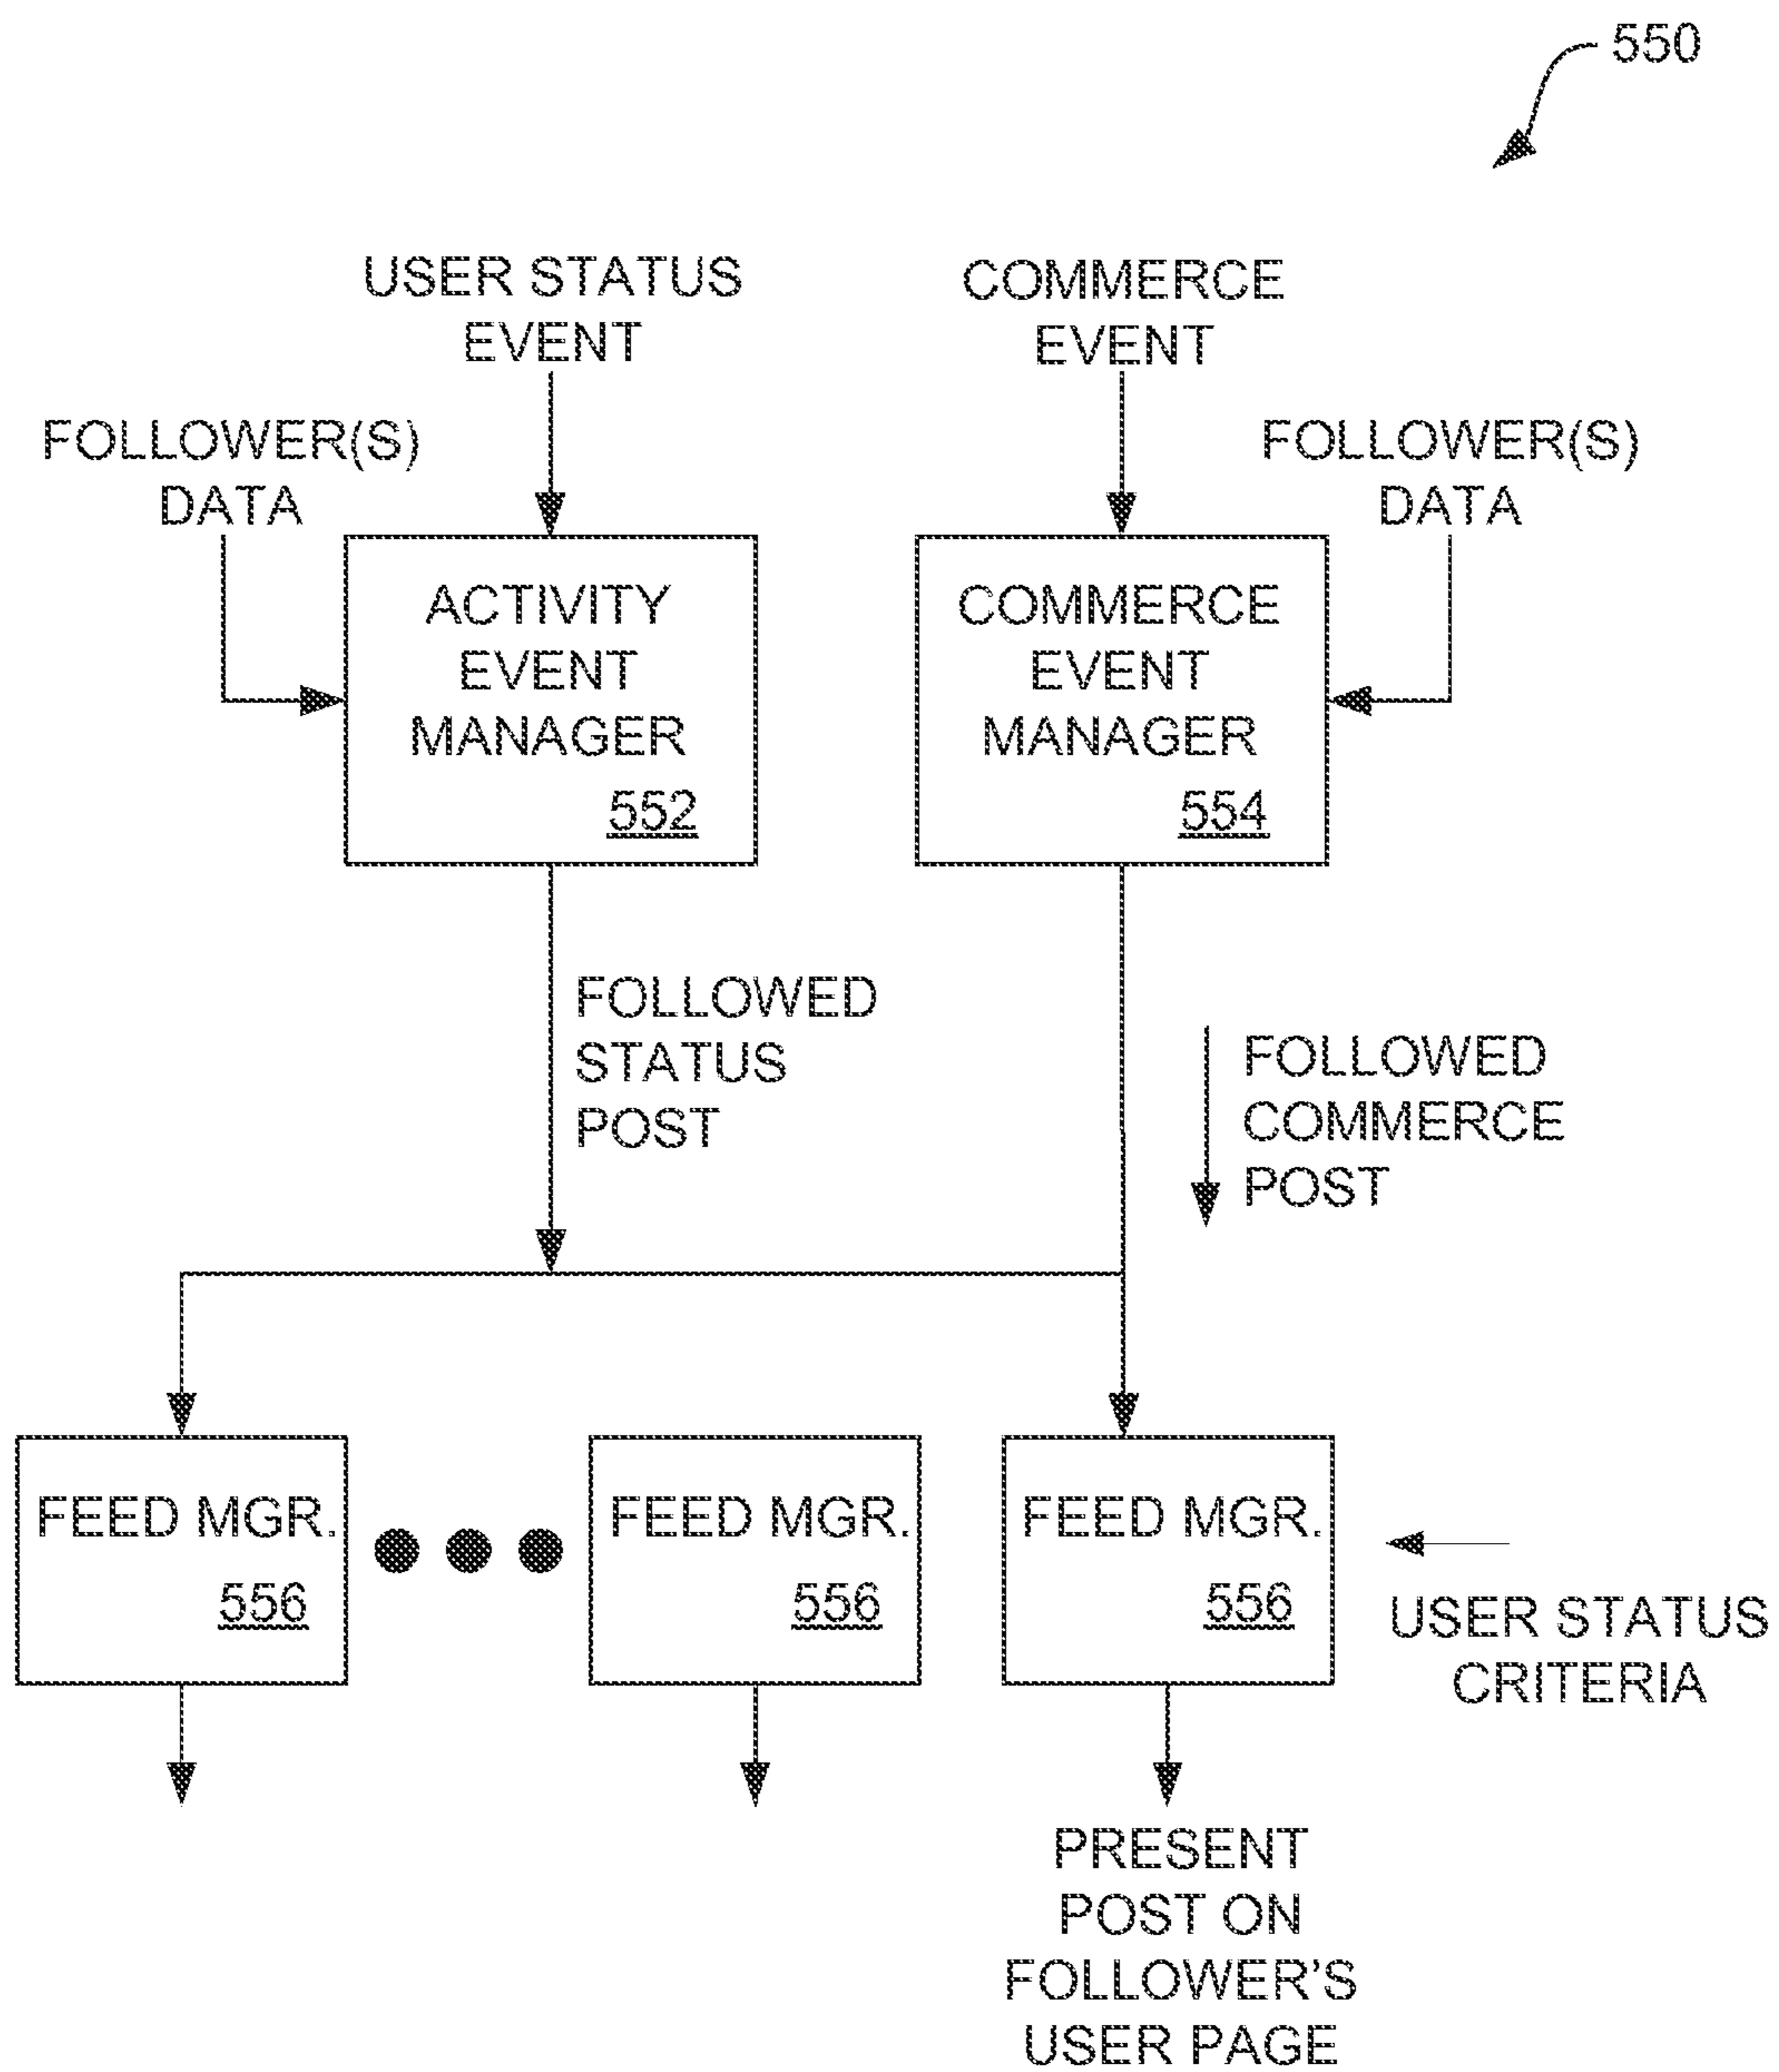 550
USER STATUS
EVENT
COMMERCE
EVENT
FOLLOWER(S)
DATA
FOLLOWER(S)
DATA
ACTIVITY
EVENT
MANAGER
552
COMMERCE
EVENT
MANAGER
554
FOLLOWED
STATUS
POST
FOLLOWED
COMMERCE
POST
FEED MGR.
556
FEED MGR.
556
FEED MGR.
556
USER STATUS
CRITERIA
PRESENT
POST ON
FOLLOWER'S
USER PAGE